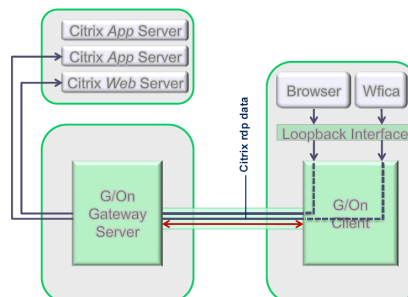 Citrix App Server
Citrix App Server
Citrix Web Server
Browser
Wfica
Loopback Interface
Citrix rdp data
G/On
Gateway
Server
G/On
Client